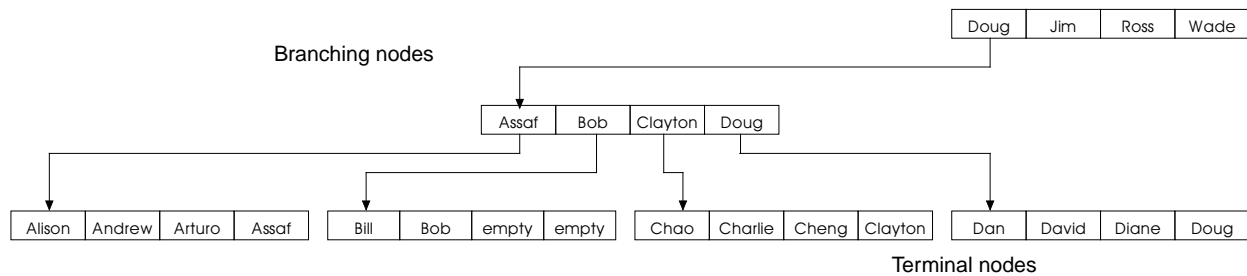 Doug Jim Ross Wade
Branching nodes
Assaf Bob Clayton Doug
Alison Andrew Arturo Assaf Bill Bob empty empty Chao Charlie Cheng Clayton Dan David Diane Doug
Terminal nodes